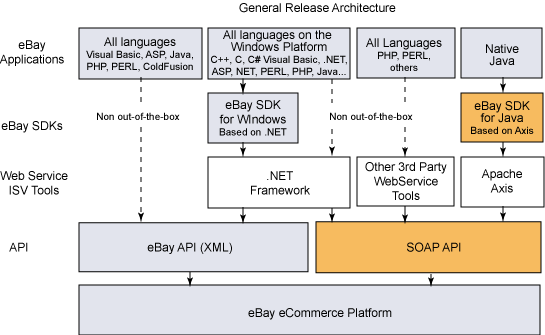 General Release Architecture
eBay
Applications
All languages
Visual Basic, ASP, Java,
PHP, PERL, ColdFusion
All languages on the
Windows Platform
C++, C, C# Visual Basic, .NET,
ASP, NET, PERL, PHP, Java...
All Languages
PHP, PERL,
others
Native
Java
Non out-of-the-box
Non out-of-the-box
eBay SDKs
eBay SDK
for WIndows
Based on .NET
eBay SDK
for Java
Based on Axis
Web Service
ISV Tools
.NET
Framework
Other 3rd Party
WebService
Tools
Apache
Axis
API
eBay API (XML)
SOAP API
eBay eCommerce Platform